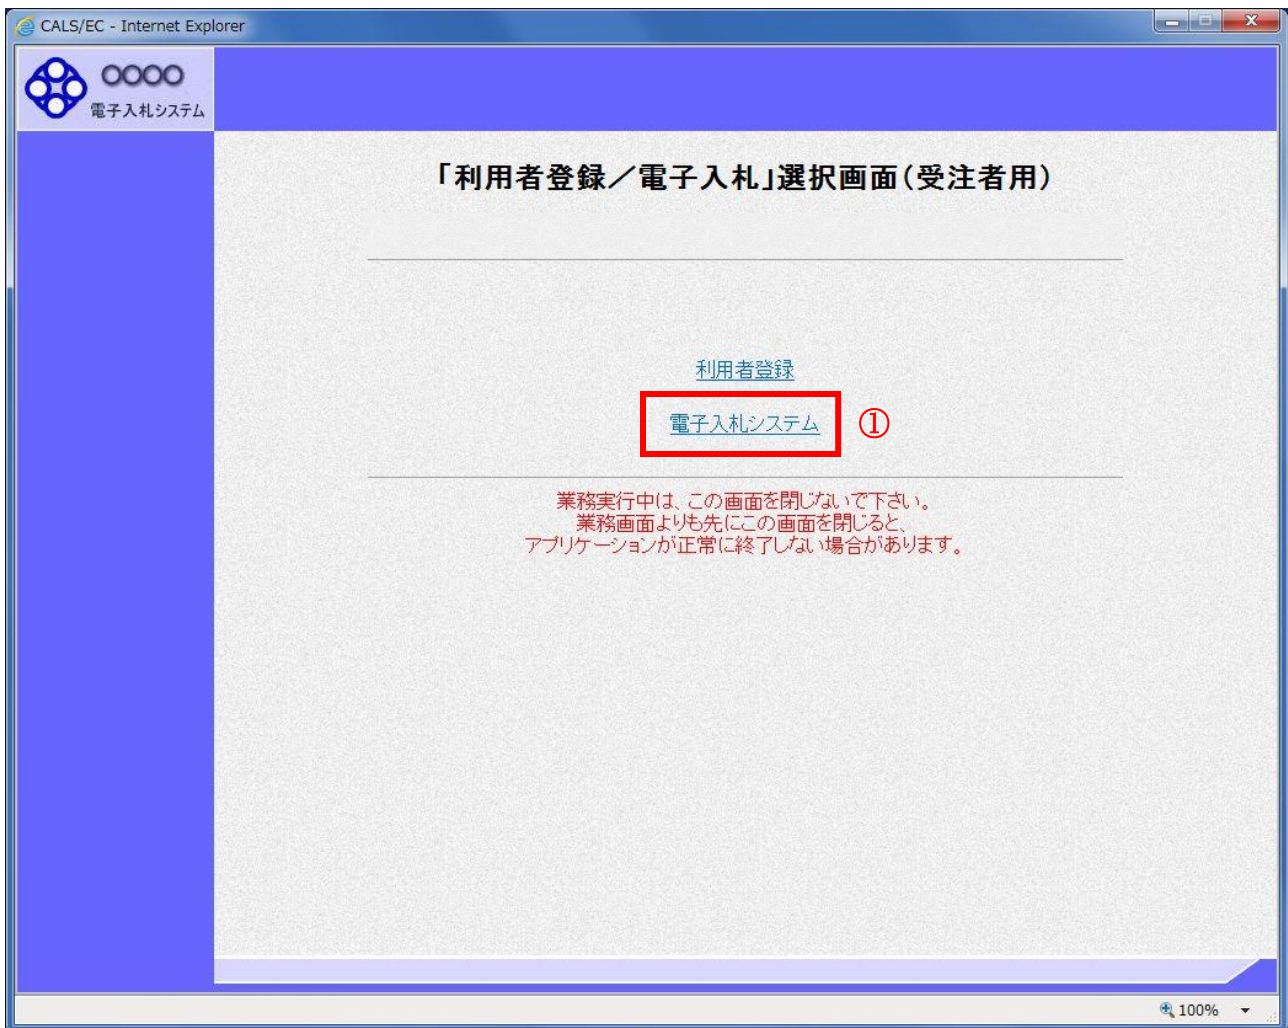 CALS/EC - Internet Explorer
〇〇〇〇
電子入札システム
「利用者登録／電子入札」選択画面(受注者用)
利用者登録
電子入札システム ①
業務実行中は、この画面を閉じないで下さい。
業務画面よりも先にこの画面を閉じると、
アプリケーションが正常に終了しない場合があります。
100%